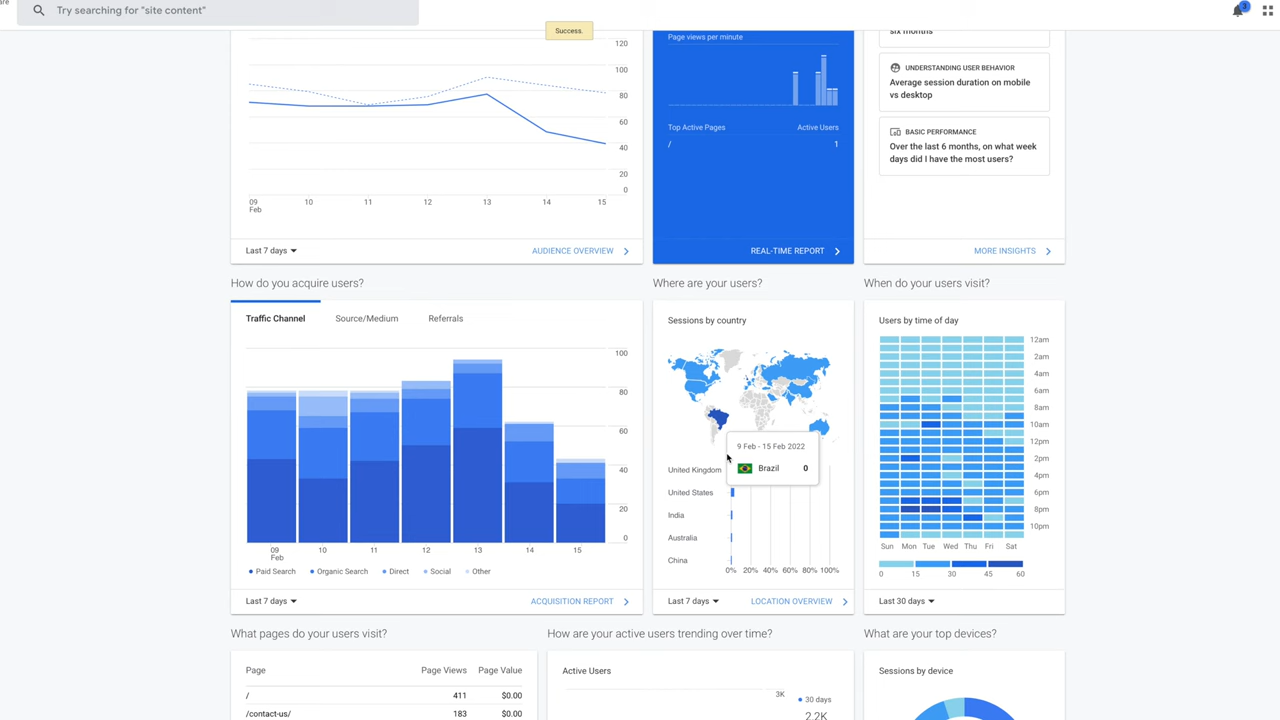 Try searching for "site content"
3
Success.
120
100
80
60
40
20
0
09
Feb
10
11
12
13
14
15
Last 7 days
AUDIENCE OVERVIEW
Page views per minute
Top Active Pages
Active Users
/
1
REAL-TIME REPORT
six months
UNDERSTANDING USER BEHAVIOR
Average session duration on mobile
vs desktop
BASIC PERFORMANCE
Over the last 6 months, on what week
days did I have the most users?
MORE INSIGHTS
How do you acquire users?
Traffic Channel
Source/Medium
Referrals
100
80
60
40
20
0
09
Feb
10
11
12
13
14
15
Paid Search
Organic Search
Direct
Social
Other
Last 7 days
ACQUISITION REPORT
Where are your users?
Sessions by country
9 Feb - 15 Feb 2022
Brazil 0
United Kingdom
United States
India
Australia
China
0% 20% 40% 60% 80% 100%
Last 7 days
LOCATION OVERVIEW
When do your users visit?
Users by time of day
12am
2am
4am
6am
8am
10am
12pm
2pm
4pm
6pm
8pm
10pm
Sun Mon Tue Wed Thu Fri Sat
0 15 30 45 60
Last 30 days
What pages do your users visit?
Page Page Views Page Value
/ 411 $0.00
/contact-us/ 183 $0.00
How are your active users trending over time?
Active Users
3K
30 days
2.2K
What are your top devices?
Sessions by device